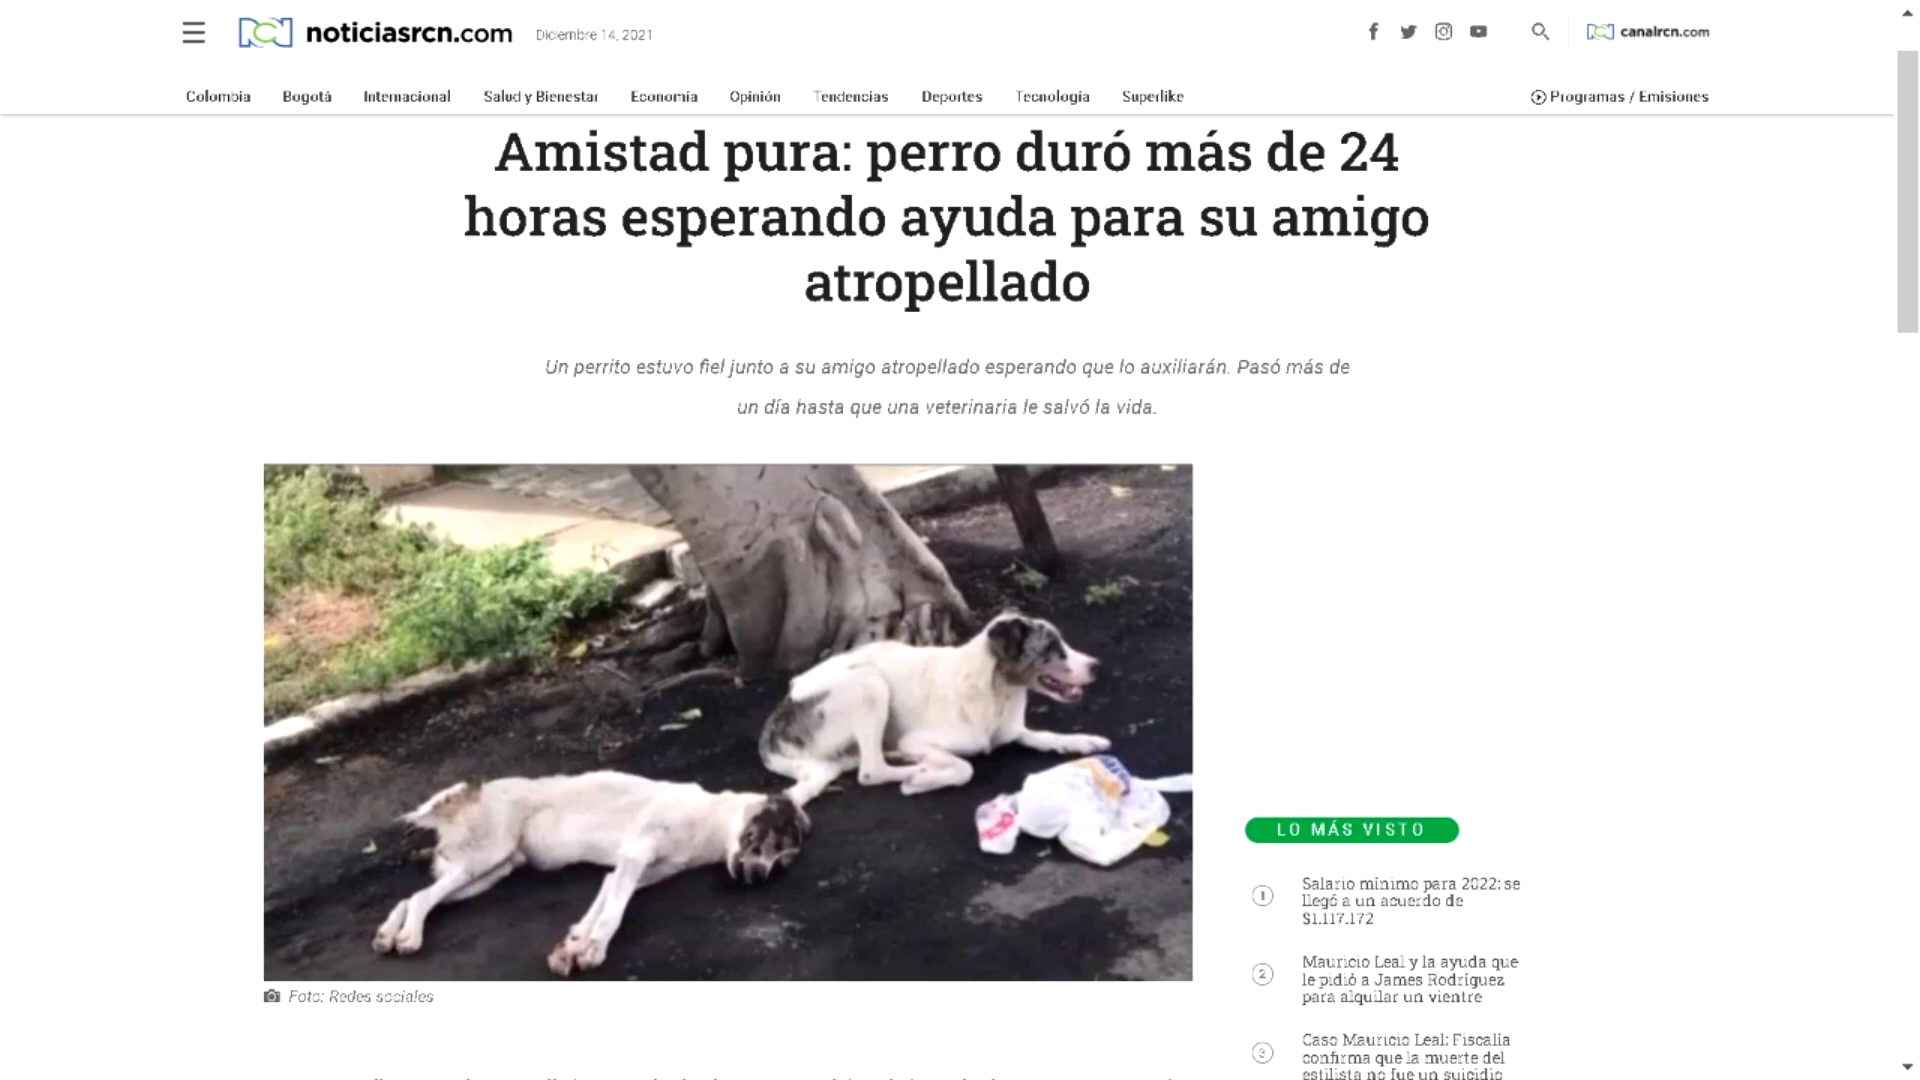 noticiasrcn.com
Diciembre 14, 2021
canalrcn.com
Colombia Bogotá Internacional Salud y Bienestar Economía Opinión Tendencias Deportes Tecnología Superlike Programas / Emisiones
Amistad pura: perro duró más de 24
horas esperando ayuda para su amigo
atropellado
Un perrito estuvo fiel junto a su amigo atropellado esperando que lo auxiliarán. Pasó más de
un día hasta que una veterinaria le salvó la vida.
Foto: Redes sociales
LO MÁS VISTO
1
Salario mínimo para 2022: se
llegó a un acuerdo de
$1.117.172
2
Mauricio Leal y la ayuda que
le pidió a James Rodríguez
para alquilar un vientre
3
Caso Mauricio Leal: Fiscalía
confirma que la muerte del
estilista no fue un suicidio